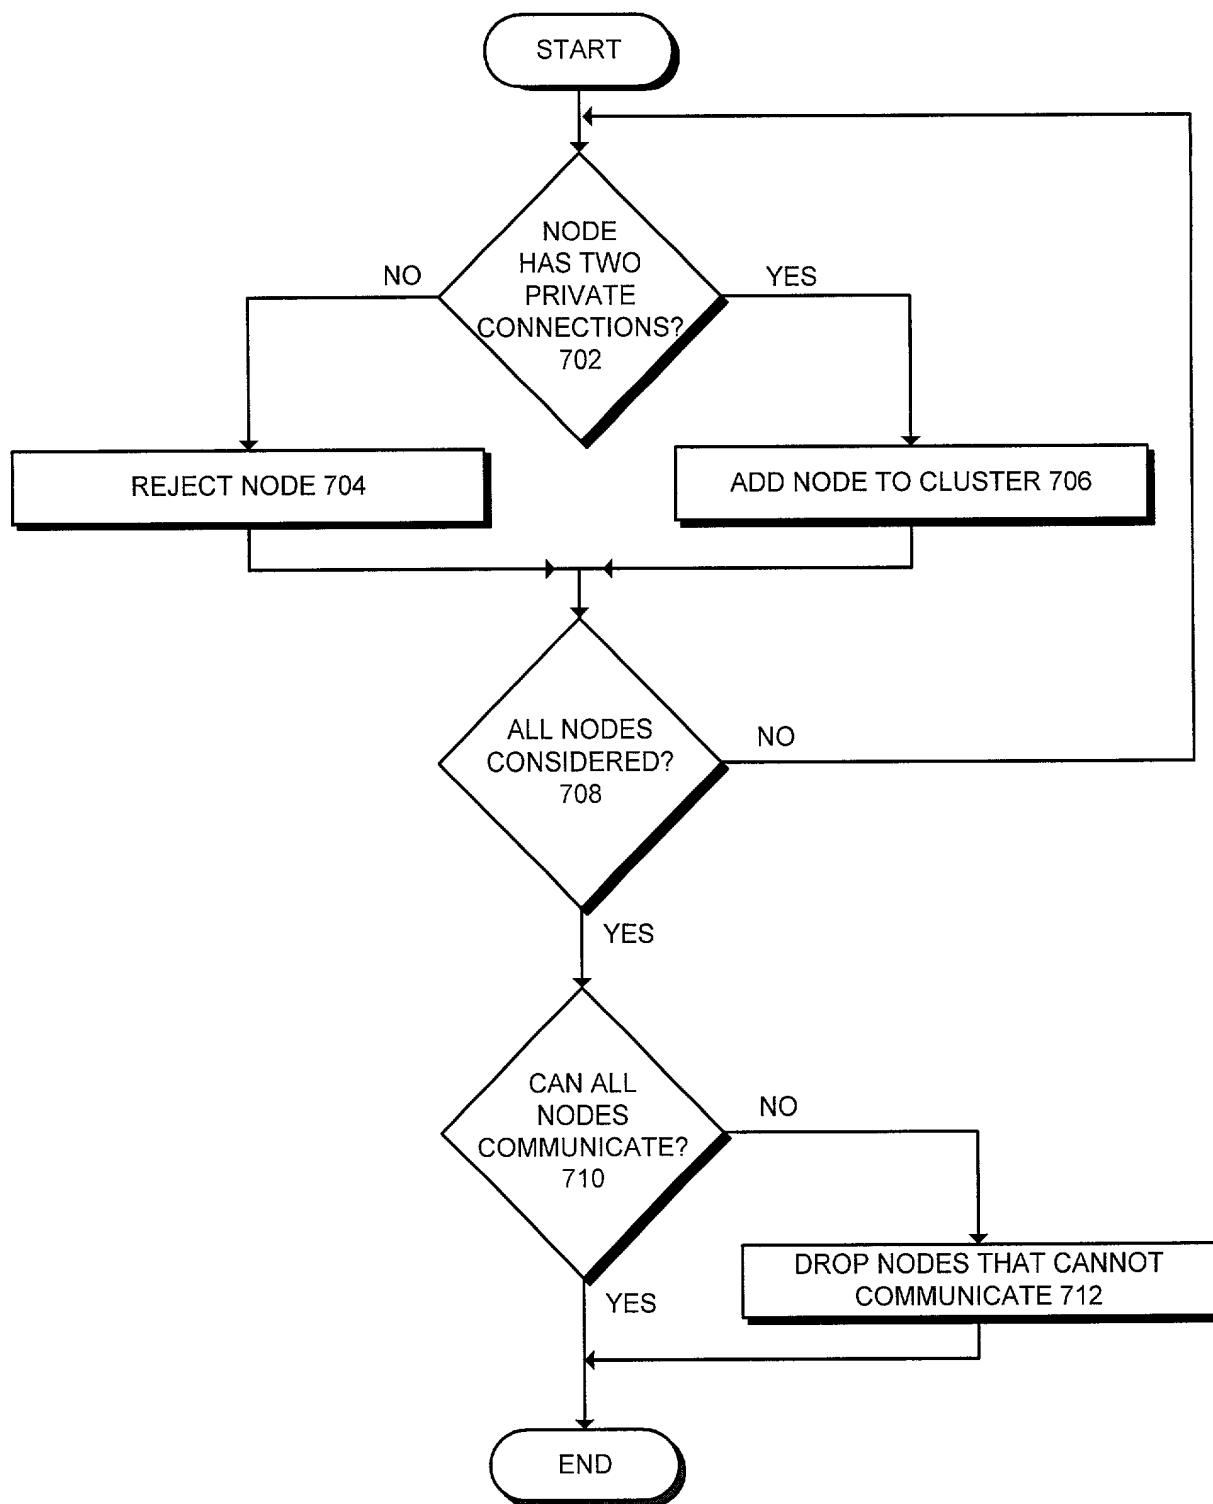 START
NODE
HAS TWO
PRIVATE
CONNECTIONS?
702
NO
YES
REJECT NODE 704
ADD NODE TO CLUSTER 706
ALL NODES
CONSIDERED?
708
NO
YES
CAN ALL
NODES
COMMUNICATE?
710
NO
YES
DROP NODES THAT CANNOT
COMMUNICATE 712
END